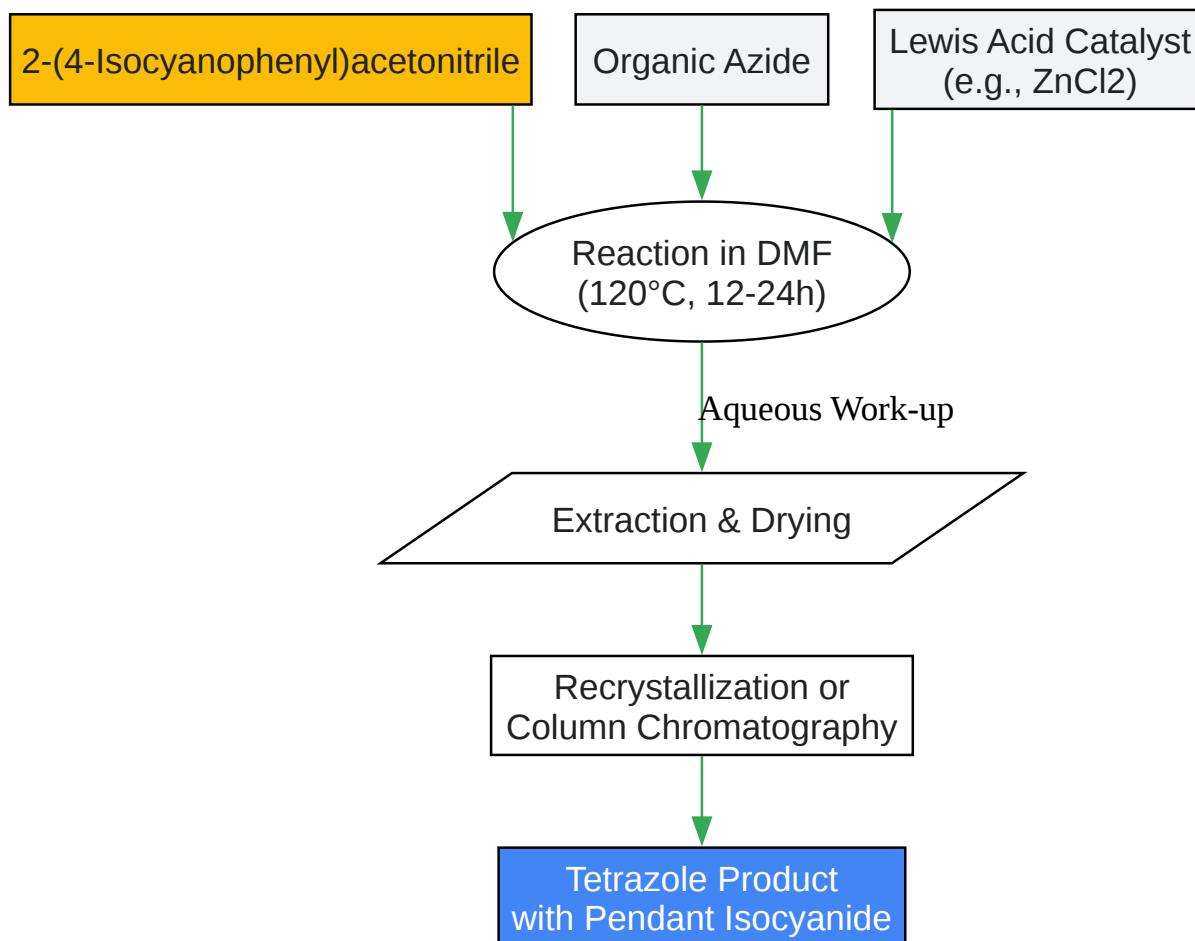 2-(4-Isocyanophenyl)acetonitrile
Organic Azide
Lewis Acid Catalyst
(e.g., ZnCl2)
Reaction in DMF
(120°C, 12-24h)
Aqueous Work-up
Extraction & Drying
Recrystallization or
Column Chromatography
Tetrazole Product
with Pendant Isocyanide